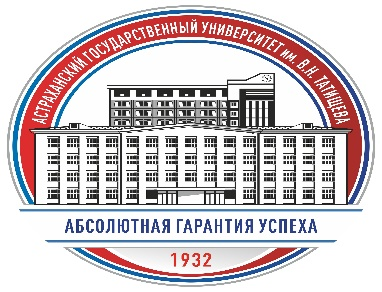 АСТРАХАНСКИЙ ГОСУДАРСТВЕННЫЙ УНИВЕРСИТЕТ им. В.Н. ТАТИЩЕВА
АБСОЛЮТНАЯ ГАРАНТИЯ УСПЕХА
1932